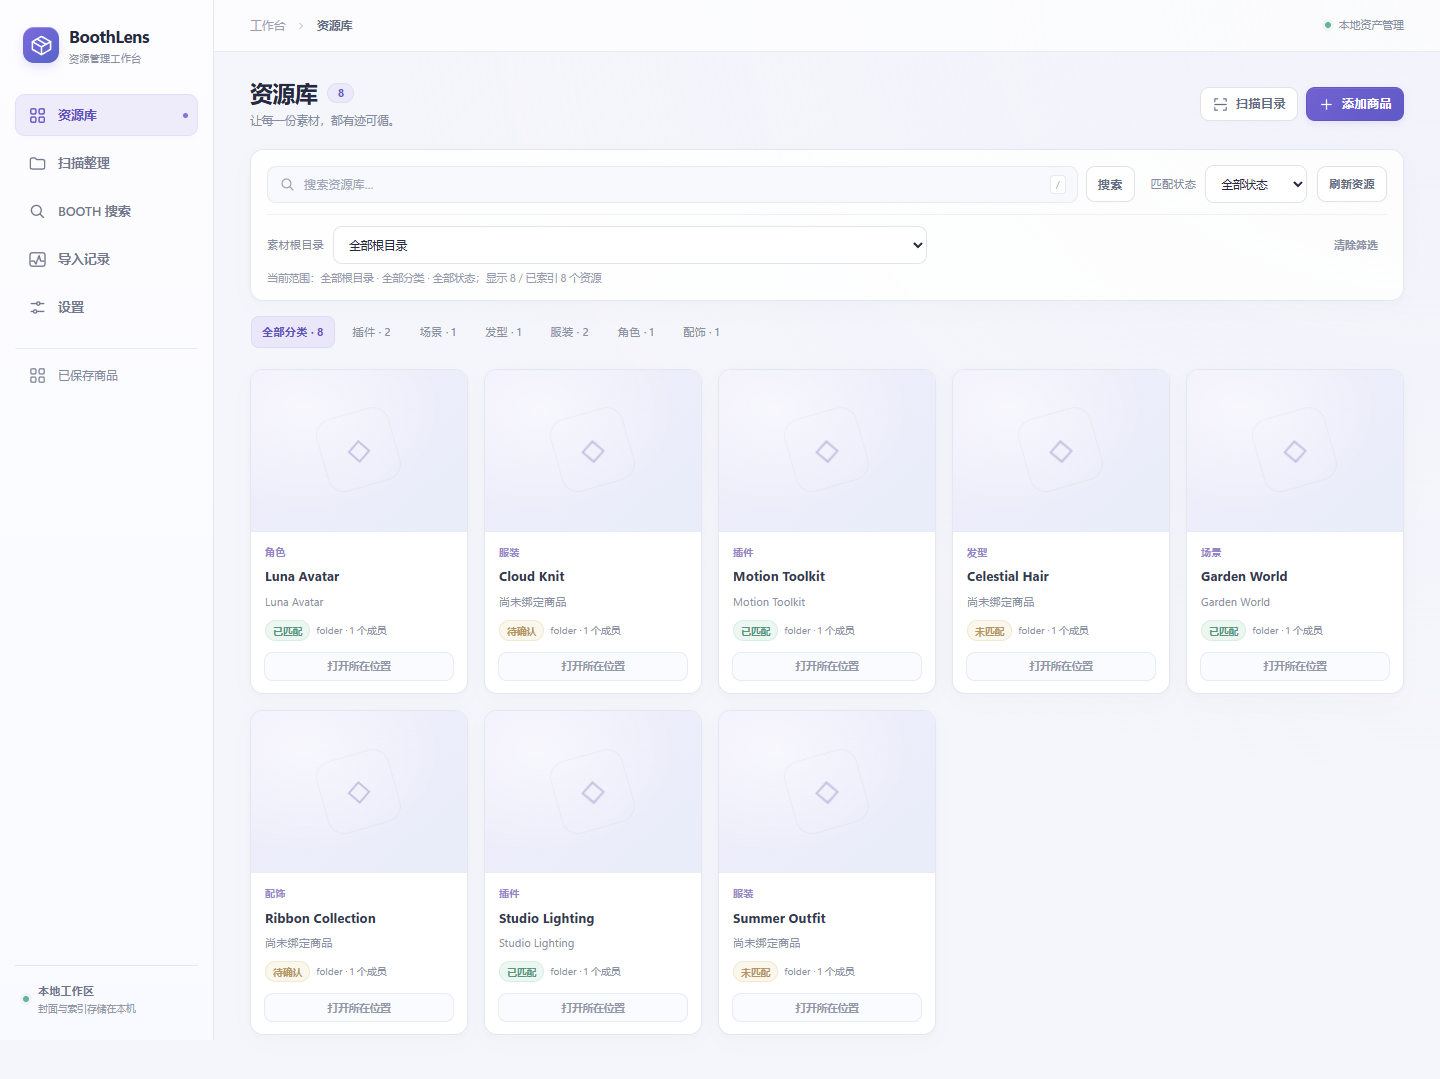 BoothLens
资源管理工作台
资源库
扫描整理
BOOTH 搜索
导入记录
设置
已保存商品
本地工作区
封面与索引存储在本机
工作台 › 资源库
本地资产管理
资源库 8
让每一份素材，都有迹可循。
扫描目录
添加商品
搜索资源库... /
搜索
匹配状态
全部状态
刷新资源
素材根目录
全部根目录
清除筛选
当前范围：全部根目录 · 全部分类 · 全部状态；显示 8 / 已索引 8 个资源
全部分类 · 8
插件 · 2
场景 · 1
发型 · 1
服装 · 2
角色 · 1
配饰 · 1
角色
Luna Avatar
Luna Avatar
已匹配 folder · 1 个成员
打开所在位置
服装
Cloud Knit
尚未绑定商品
待确认 folder · 1 个成员
打开所在位置
插件
Motion Toolkit
Motion Toolkit
已匹配 folder · 1 个成员
打开所在位置
发型
Celestial Hair
尚未绑定商品
未匹配 folder · 1 个成员
打开所在位置
场景
Garden World
Garden World
已匹配 folder · 1 个成员
打开所在位置
配饰
Ribbon Collection
尚未绑定商品
待确认 folder · 1 个成员
打开所在位置
插件
Studio Lighting
Studio Lighting
已匹配 folder · 1 个成员
打开所在位置
服装
Summer Outfit
尚未绑定商品
未匹配 folder · 1 个成员
打开所在位置